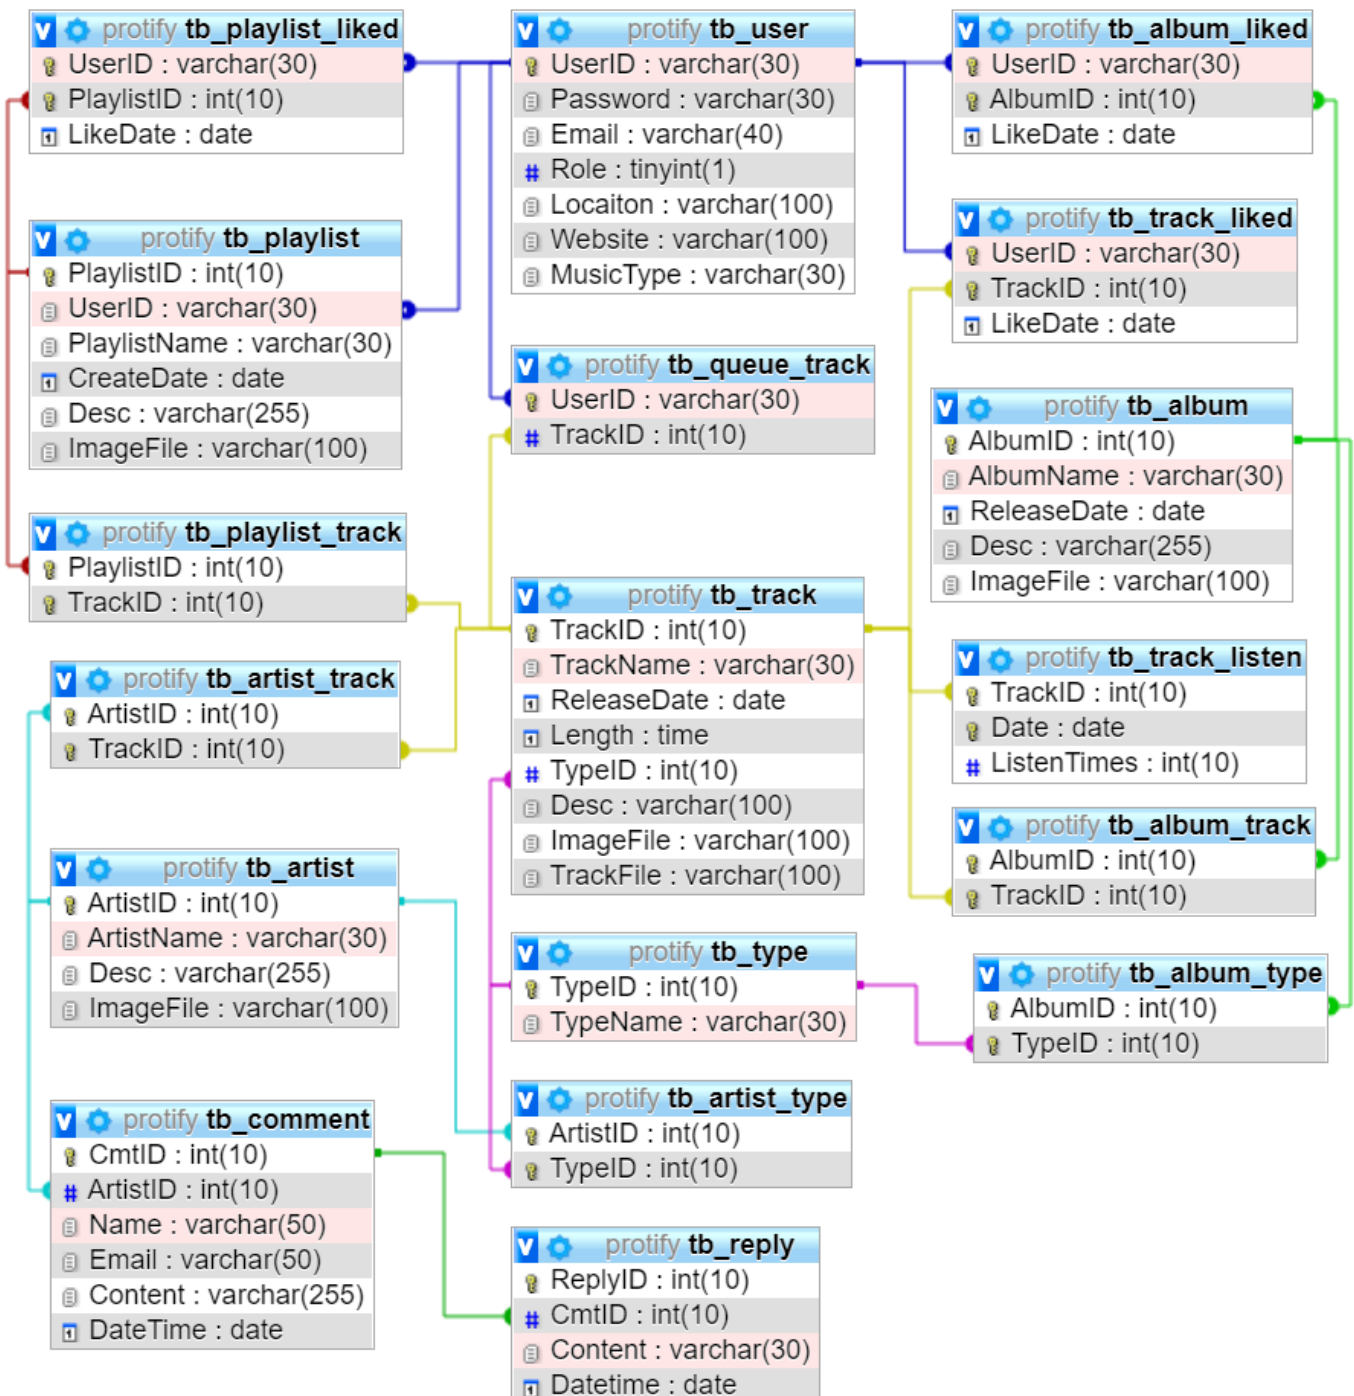 protify tb_playlist_liked
UserID : varchar(30)
PlaylistID : int(10)
LikeDate : date
protify tb_user
UserID : varchar(30)
Password : varchar(30)
Email : varchar(40)
Role : tinyint(1)
Locaiton : varchar(100)
Website : varchar(100)
MusicType : varchar(30)
protify tb_album_liked
UserID : varchar(30)
AlbumID : int(10)
LikeDate : date
protify tb_track_liked
UserID : varchar(30)
TrackID : int(10)
LikeDate : date
protify tb_playlist
PlaylistID : int(10)
UserID : varchar(30)
PlaylistName : varchar(30)
CreateDate : date
Desc : varchar(255)
ImageFile : varchar(100)
protify tb_queue_track
UserID : varchar(30)
TrackID : int(10)
protify tb_album
AlbumID : int(10)
AlbumName : varchar(30)
ReleaseDate : date
Desc : varchar(255)
ImageFile : varchar(100)
protify tb_playlist_track
PlaylistID : int(10)
TrackID : int(10)
protify tb_track
TrackID : int(10)
TrackName : varchar(30)
ReleaseDate : date
Length : time
TypeID : int(10)
Desc : varchar(100)
ImageFile : varchar(100)
TrackFile : varchar(100)
protify tb_track_listen
TrackID : int(10)
Date : date
ListenTimes : int(10)
protify tb_artist_track
ArtistID : int(10)
TrackID : int(10)
protify tb_album_track
AlbumID : int(10)
TrackID : int(10)
protify tb_artist
ArtistID : int(10)
ArtistName : varchar(30)
Desc : varchar(255)
ImageFile : varchar(100)
protify tb_type
TypeID : int(10)
TypeName : varchar(30)
protify tb_album_type
AlbumID : int(10)
TypeID : int(10)
protify tb_artist_type
ArtistID : int(10)
TypeID : int(10)
protify tb_comment
CmtID : int(10)
ArtistID : int(10)
Name : varchar(50)
Email : varchar(50)
Content : varchar(255)
DateTime : date
protify tb_reply
ReplyID : int(10)
CmtID : int(10)
Content : varchar(30)
Datetime : date